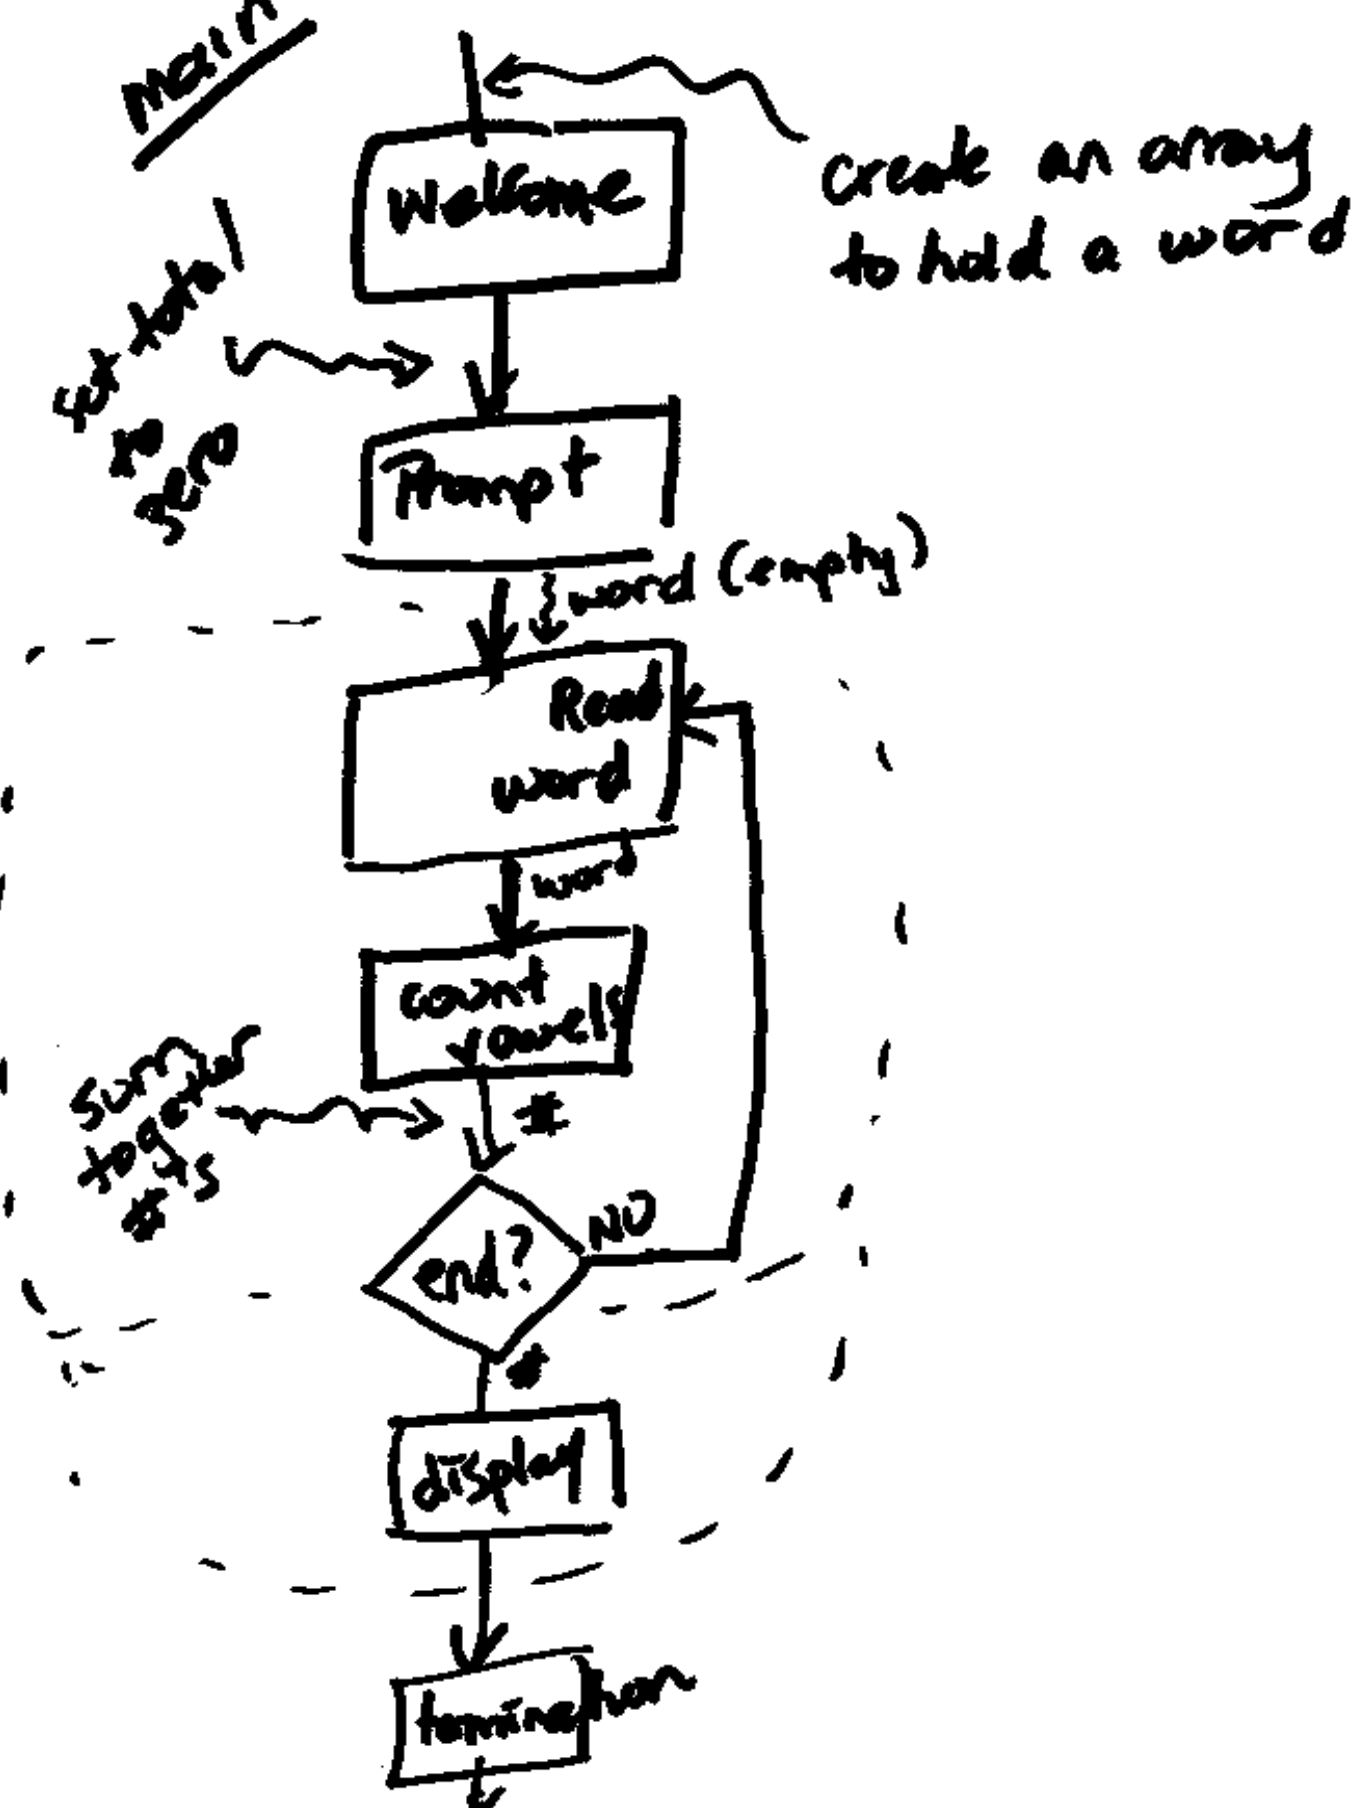 main
create an array
to hold a word
Welcome
set total
to
zero
Prompt
word (empty)
Read
word
word
count
vowels
sum
together
#ts
#
end?
NO
#
display
termination